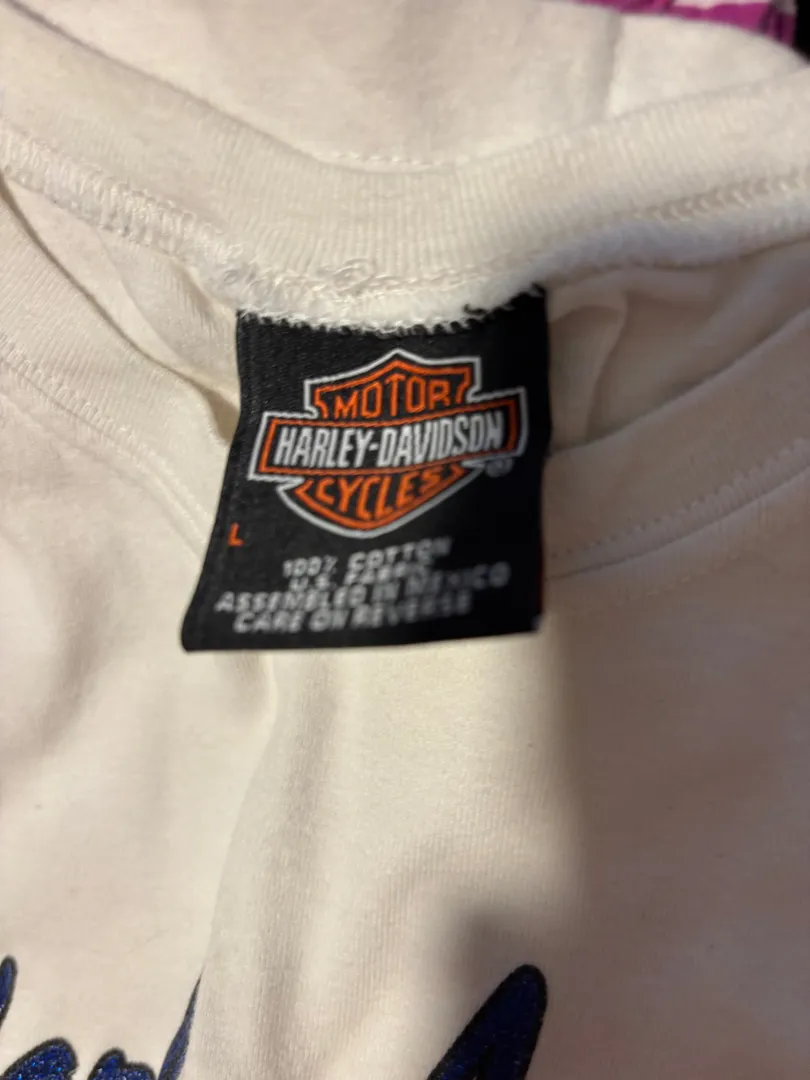 MOTOR
HARLEY-DAVIDSON
CYCLES
®
L
100% COTTON
U.S. FABRIC
ASSEMBLED IN MEXICO
CARE ON REVERSE